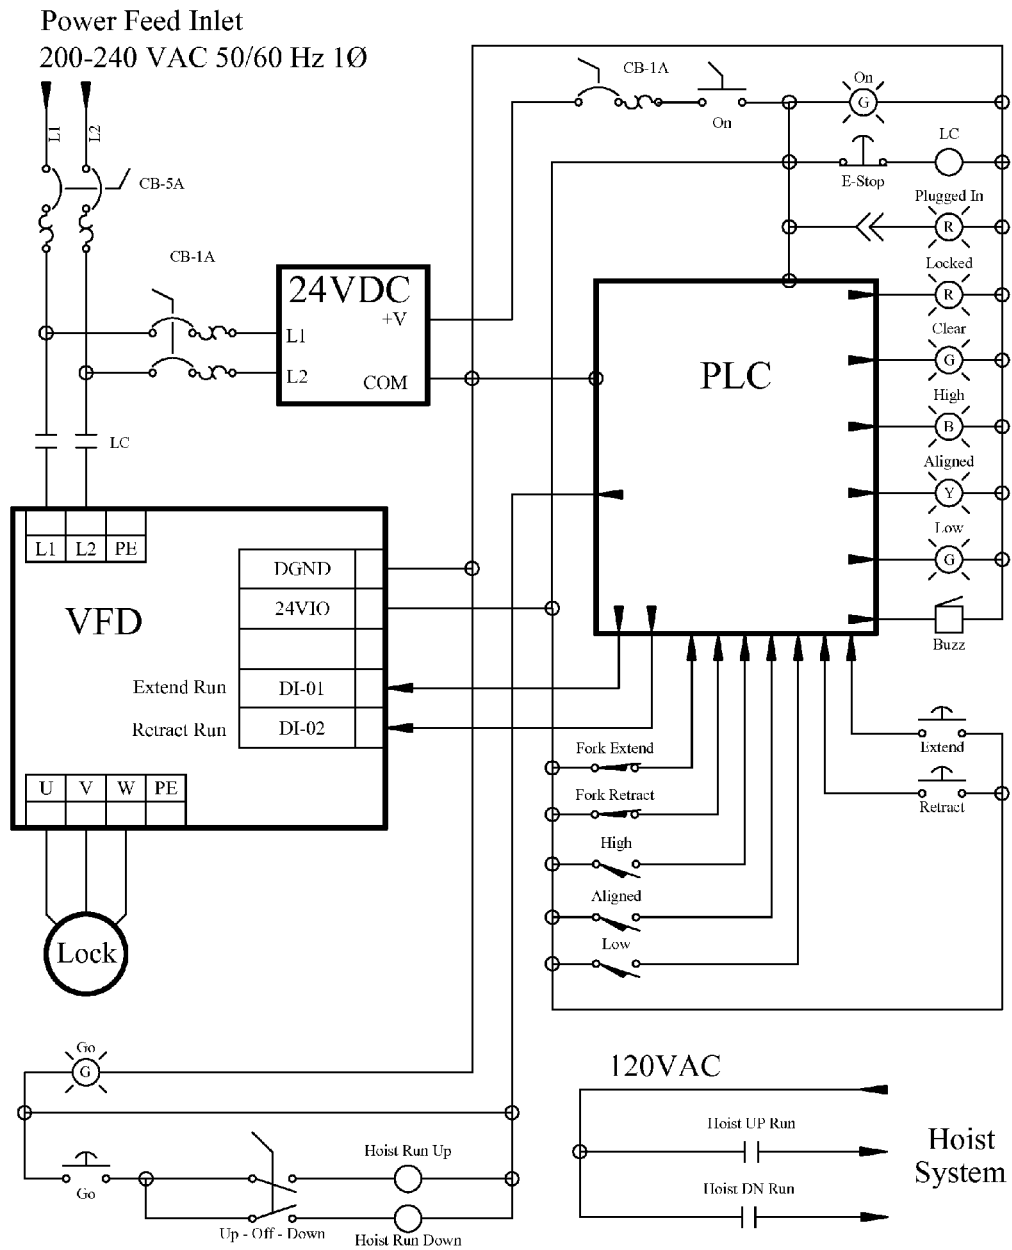 Power Feed Inlet
200-240 VAC 50/60 Hz 1Ø
L1
L2
CB-5A
CB-1A
24VDC
+V
L1
L2
COM
LC
CB-1A
On
On
G
LC
E-Stop
Plugged In
R
Locked
R
Clear
G
High
B
Aligned
Y
Low
G
Buzz
PLC
L1 L2 PE
VFD
DGND
24VIO
Extend Run DI-01
Retract Run DI-02
U V W PE
Lock
Fork Extend
Fork Retract
High
Aligned
Low
Extend
Retract
Go
G
Go
Up - Off - Down
Hoist Run Up
Hoist Run Down
120VAC
Hoist UP Run
Hoist DN Run
Hoist
System